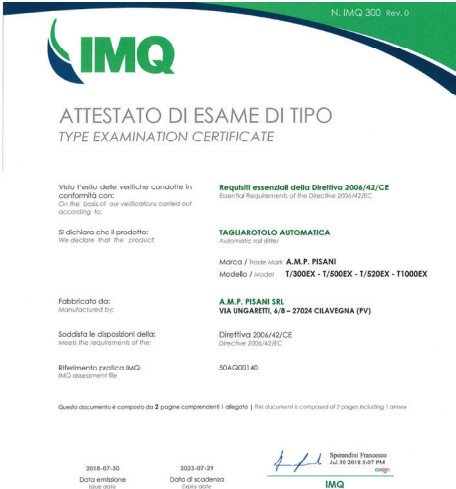 N. IMQ 300 Rev. 0
IMQ
ATTESTATO DI ESAME DI TIPO
TYPE EXAMINATION CERTIFICATE
Visto l'esito delle verifiche condotte in
conformità con:
On the basis of our verifications carried out
according to:
Requisiti essenziali della Direttiva 2006/42/CE
Essential Requirements of the Directive 2006/42/EC
Si dichiara che il prodotto:
We declare that the product:
TAGLIAROTOLO AUTOMATICA
Automatic roll slitter
Marca / Trade Mark A.M.P. PISANI
Modello / Model T/300EX - T/500EX - T/520EX - T1000EX
Fabbricato da:
Manufactured by:
A.M.P. PISANI SRL
VIA UNGARETTI, 6/8 – 27024 CILAVEGNA (PV)
Soddisfa le disposizioni della:
Meets the requirements of the:
Direttiva 2006/42/CE
Directive 2006/42/EC
Riferimento pratica IMQ
IMQ assessment file
50AQ00140
Questo documento è composto da 2 pagine comprendenti 1 allegato | This document is composed of 2 pages including 1 annex
2018-07-30
Data emissione
Issue date
2023-07-29
Data di scadenza
Expiry date
Sperandini Francesco
Jul 30 2018 5:07 PM
cosign
IMQ